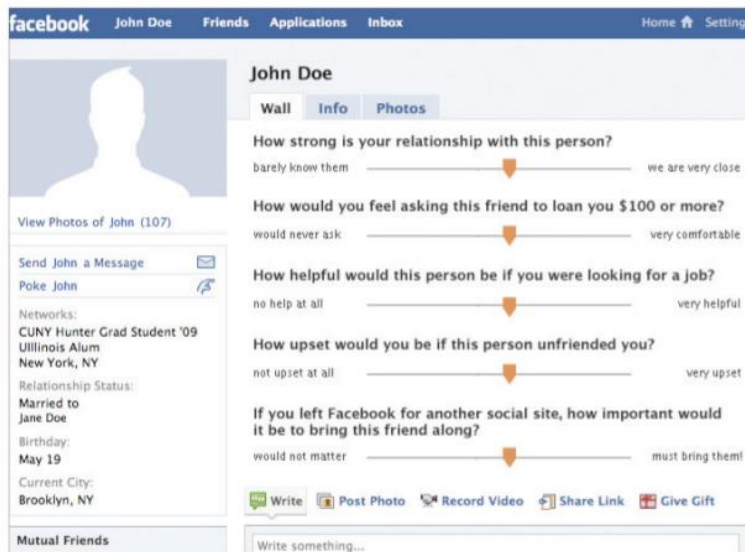 facebook John Doe Friends Applications Inbox Home Setting
View Photos of John (107)
Send John a Message
Poke John
Networks:
CUNY Hunter Grad Student '09
UIllinois Alum
New York, NY
Relationship Status:
Married to
Jane Doe
Birthday:
May 19
Current City:
Brooklyn, NY
Mutual Friends
John Doe
Wall Info Photos
How strong is your relationship with this person?
barely know them we are very close
How would you feel asking this friend to loan you $100 or more?
would never ask very comfortable
How helpful would this person be if you were looking for a job?
no help at all very helpful
How upset would you be if this person unfriended you?
not upset at all very upset
If you left Facebook for another social site, how important would
it be to bring this friend along?
would not matter must bring them!
Write Post Photo Record Video Share Link Give Gift
Write something...